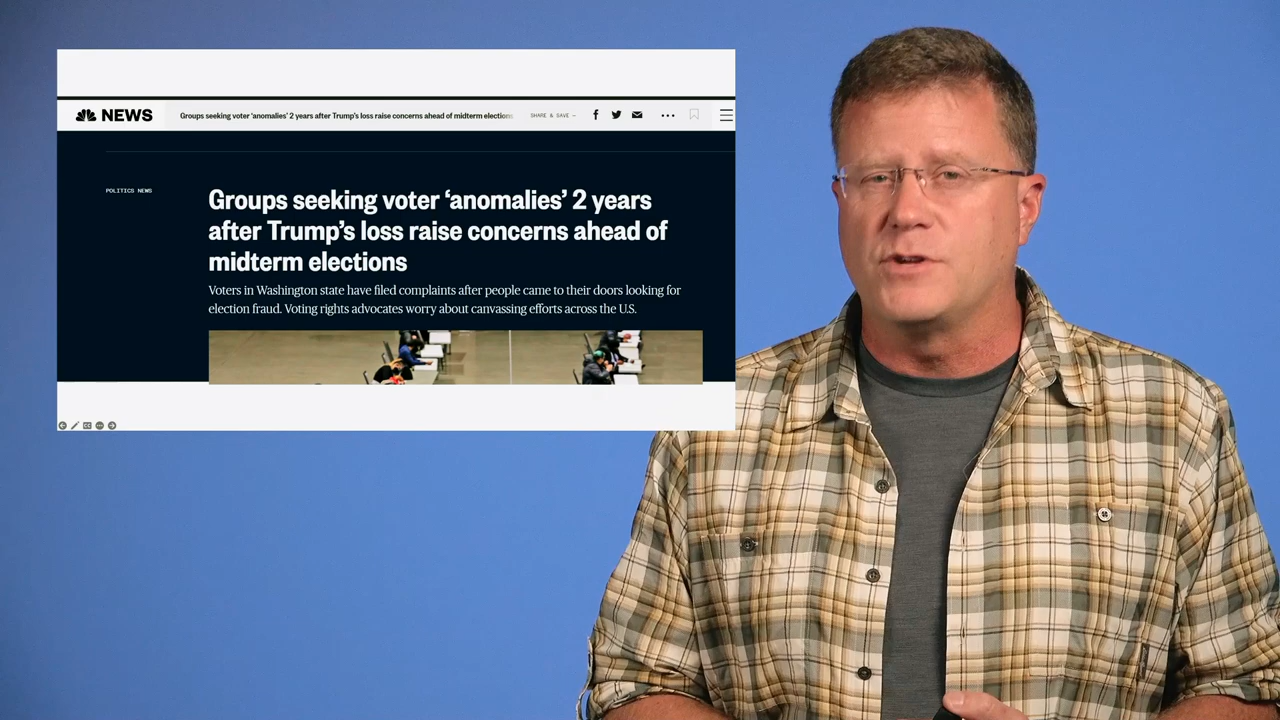 NEWS
Groups seeking voter 'anomalies' 2 years after Trump's loss raise concerns ahead of midterm elections
SHARE & SAVE —
POLITICS NEWS
Groups seeking voter ‘anomalies’ 2 years
after Trump’s loss raise concerns ahead of
midterm elections
Voters in Washington state have filed complaints after people came to their doors looking for
election fraud. Voting rights advocates worry about canvassing efforts across the U.S.